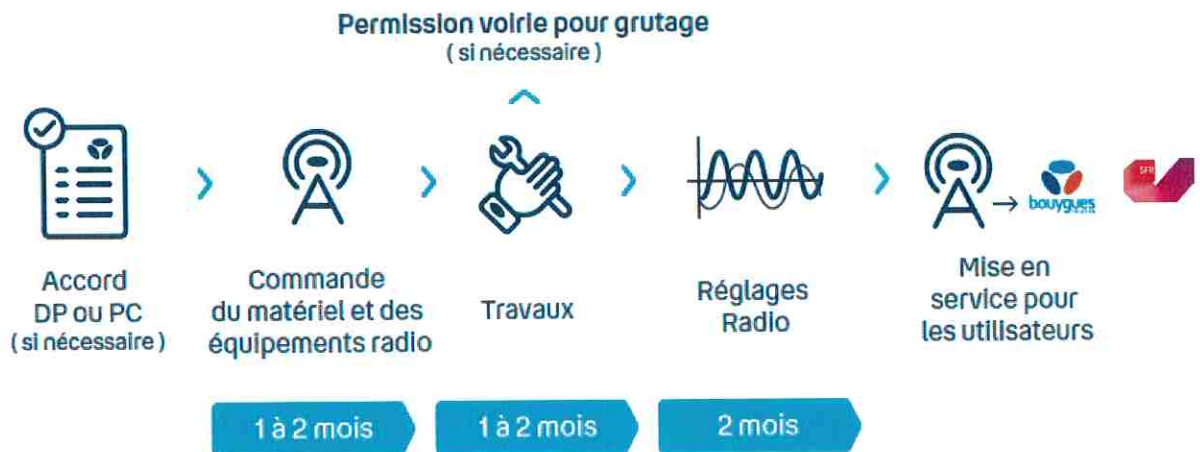 Permission voirie pour grutage
( si nécessaire )
Accord
DP ou PC
( si nécessaire )
Commande
du matériel et des
équipements radio
Travaux
Réglages
Radio
bouygues
SFR
Mise en
service pour
les utilisateurs
1 à 2 mois
1 à 2 mois
2 mois